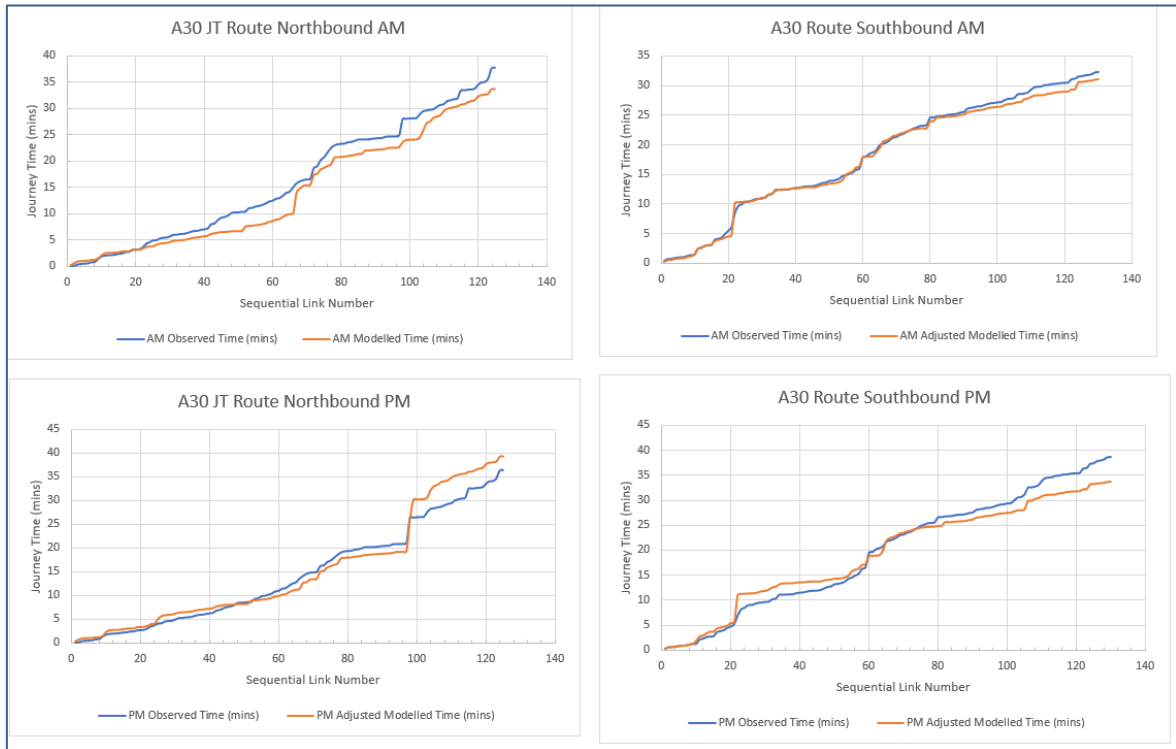 A30 JT Route Northbound AM
40
35
30
25
20
15
10
5
0
Journey Time (mins)
0 20 40 60 80 100 120 140
Sequential Link Number
AM Observed Time (mins) AM Modelled Time (mins)
A30 Route Southbound AM
35
30
25
20
15
10
5
0
Journey Time (mins)
0 20 40 60 80 100 120 140
Sequential Link Number
AM Observed Time (mins) AM Adjusted Modelled Time (mins)
A30 JT Route Northbound PM
45
40
35
30
25
20
15
10
5
0
Journey Time (mins)
0 20 40 60 80 100 120 140
Sequential Link Number
PM Observed Time (mins) PM Adjusted Modelled Time (mins)
A30 Route Southbound PM
45
40
35
30
25
20
15
10
5
0
Journey Time (mins)
0 20 40 60 80 100 120 140
Sequential Link Number
PM Observed Time (mins) PM Adjusted Modelled Time (mins)